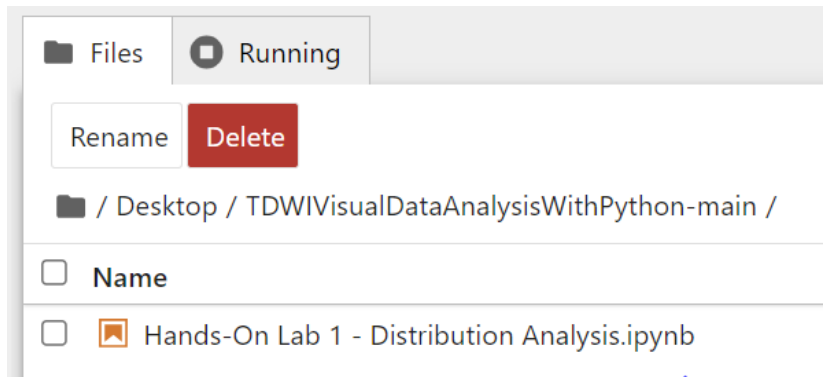 Files Running
Rename Delete
/ Desktop / TDWIVisualDataAnalysisWithPython-main /
Name
Hands-On Lab 1 - Distribution Analysis.ipynb